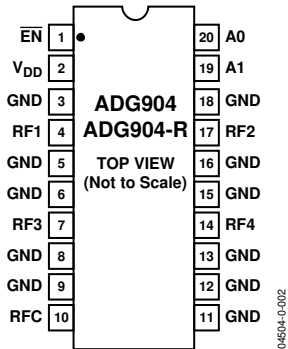 E̅N̅ 1 20 A0
VDD 2 19 A1
GND 3 ADG904 18 GND
RF1 4 ADG904-R 17 RF2
GND 5 TOP VIEW 16 GND
GND 6 (Not to Scale) 15 GND
RF3 7 14 RF4
GND 8 13 GND
GND 9 12 GND
RFC 10 11 GND
04504-0-002